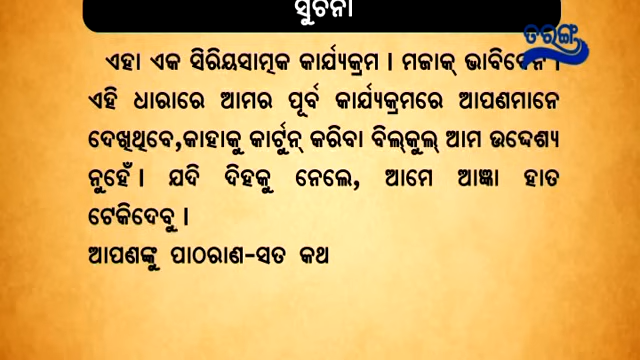 ସୁଚନା
ତରଙ୍ଗ
ଏହା ଏକ ସିରିୟସାତ୍ମକ କାର୍ଯ୍ୟକ୍ରମ । ମଜାକ୍ ଭାବିବେନି ।
ଏହି ଧାରାରେ ଆମର ପୂର୍ବ କାର୍ଯ୍ୟକ୍ରମରେ ଆପଣମାନେ
ଦେଖିଥିବେ,କାହାକୁ କାର୍ଟୁନ୍ କରିବା ବିଲ୍‌କୁଲ୍ ଆମ ଉଦ୍ଦେଶ୍ୟ
ନୁହେଁ । ଯଦି ଦିହକୁ ନେଲେ, ଆମେ ଆଜ୍ଞା ହାତ
ଟେକିଦେବୁ ।
ଆପଣଙ୍କୁ ପାଠରାଣ-ସତ କଥ